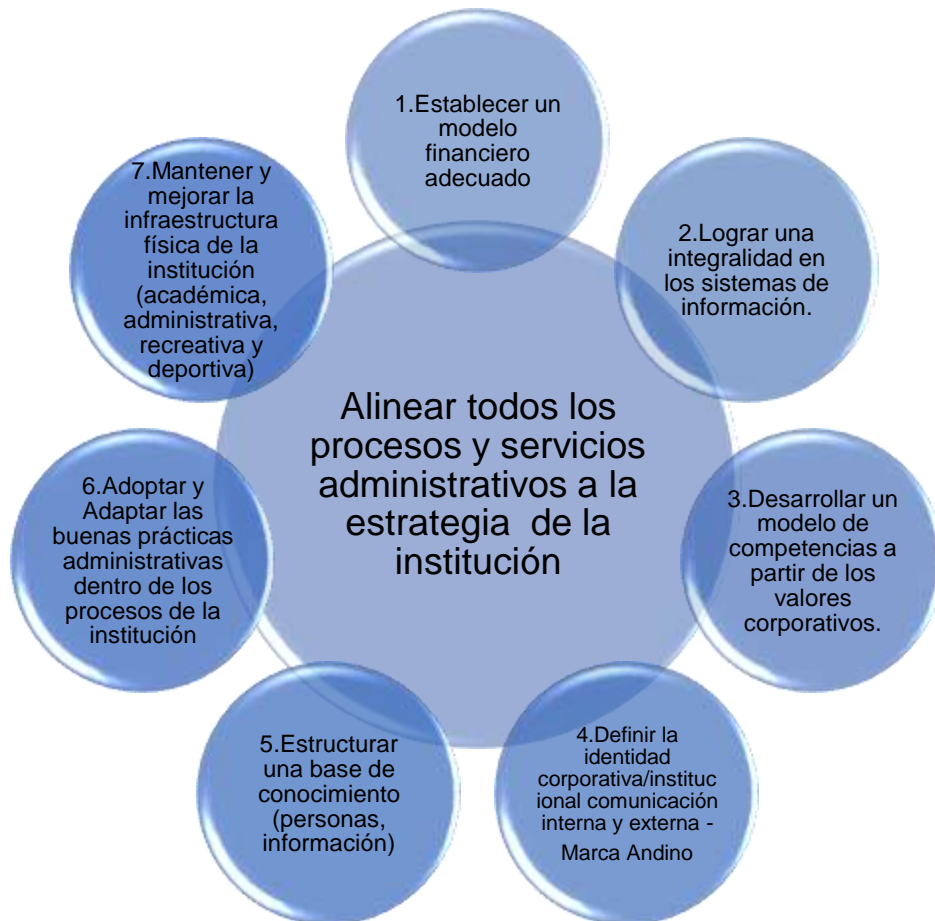 1.Establecer un
modelo
financiero
adecuado
2.Lograr una
integralidad en
los sistemas de
información.
3.Desarrollar un
modelo de
competencias a
partir de los
valores
corporativos.
4.Definir la
identidad
corporativa/instituc
ional comunicación
interna y externa -
Marca Andino
5.Estructurar
una base de
conocimiento
(personas,
información)
6.Adoptar y
Adaptar las
buenas prácticas
administrativas
dentro de los
procesos de la
institución
7.Mantener y
mejorar la
infraestructura
física de la
institución
(académica,
administrativa,
recreativa y
deportiva)
Alinear todos los
procesos y servicios
administrativos a la
estrategia de la
institución